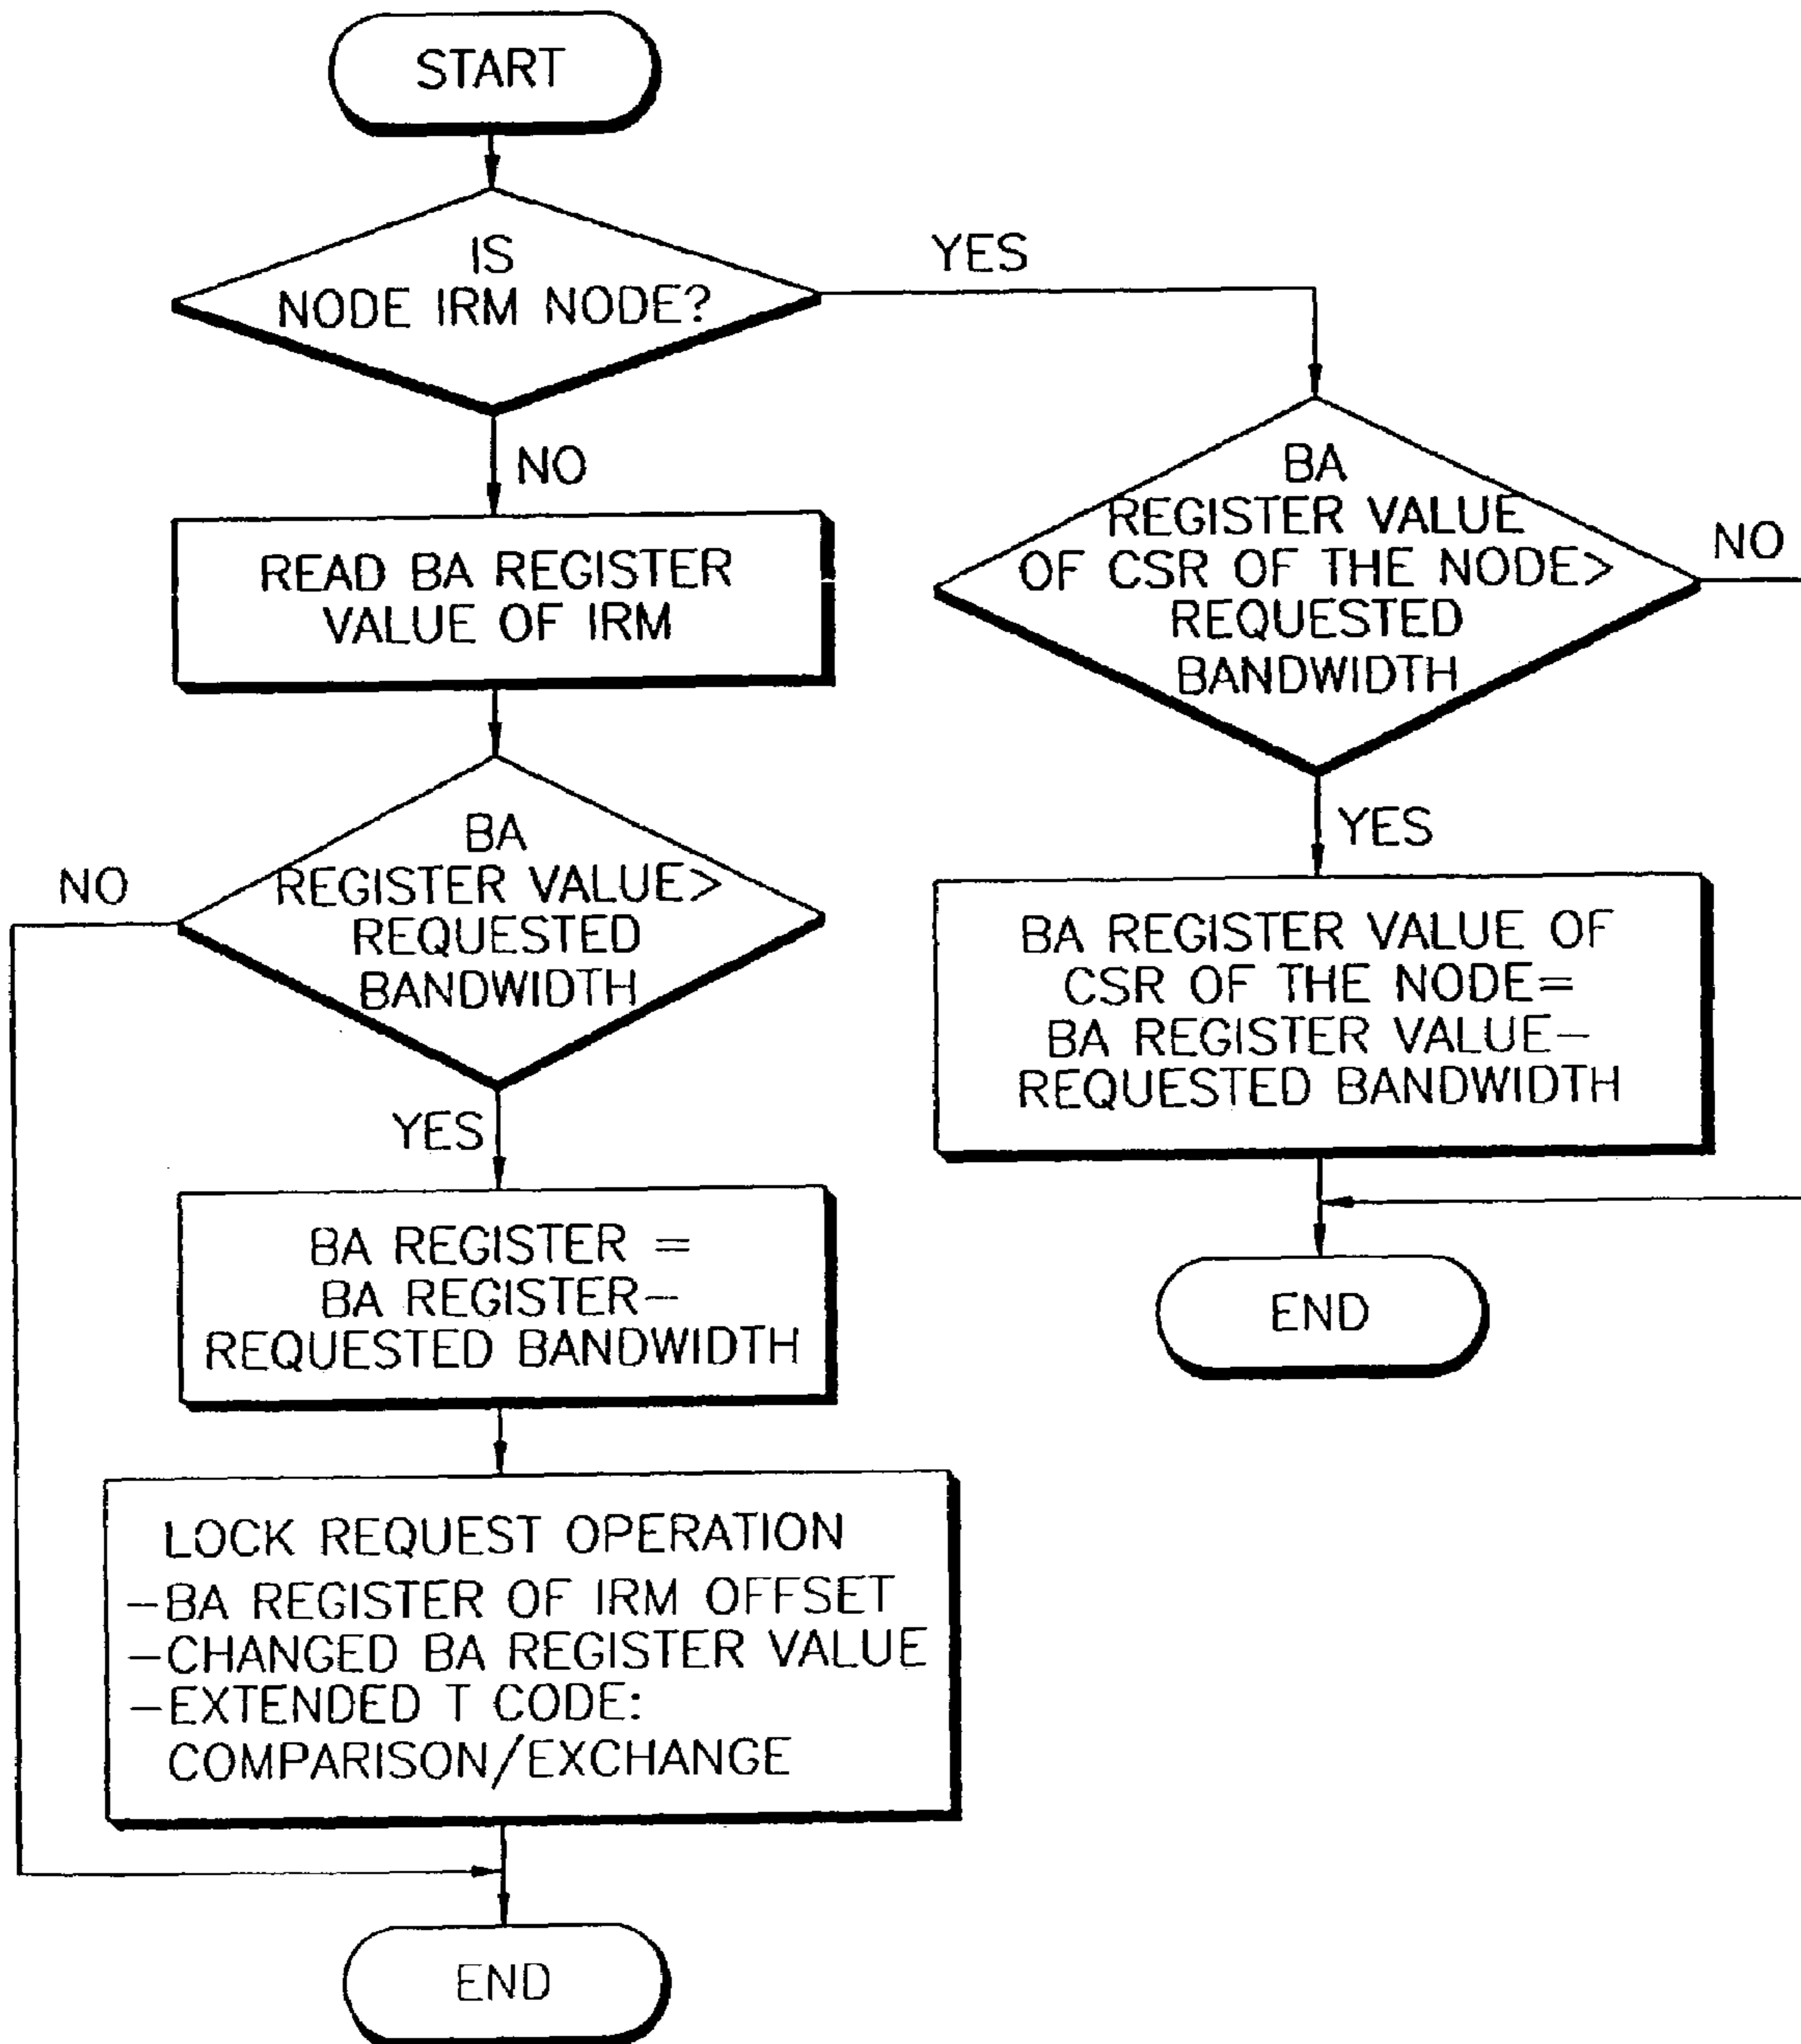 START
IS
NODE IRM NODE?
YES
NO
READ BA REGISTER
VALUE OF IRM
BA
REGISTER VALUE>
REQUESTED
BANDWIDTH
NO
YES
BA REGISTER =
BA REGISTER-
REQUESTED BANDWIDTH
LOCK REQUEST OPERATION
-BA REGISTER OF IRM OFFSET
-CHANGED BA REGISTER VALUE
-EXTENDED T CODE:
COMPARISON/EXCHANGE
END
BA
REGISTER VALUE
OF CSR OF THE NODE>
REQUESTED
BANDWIDTH
NO
YES
BA REGISTER VALUE OF
CSR OF THE NODE=
BA REGISTER VALUE-
REQUESTED BANDWIDTH
END